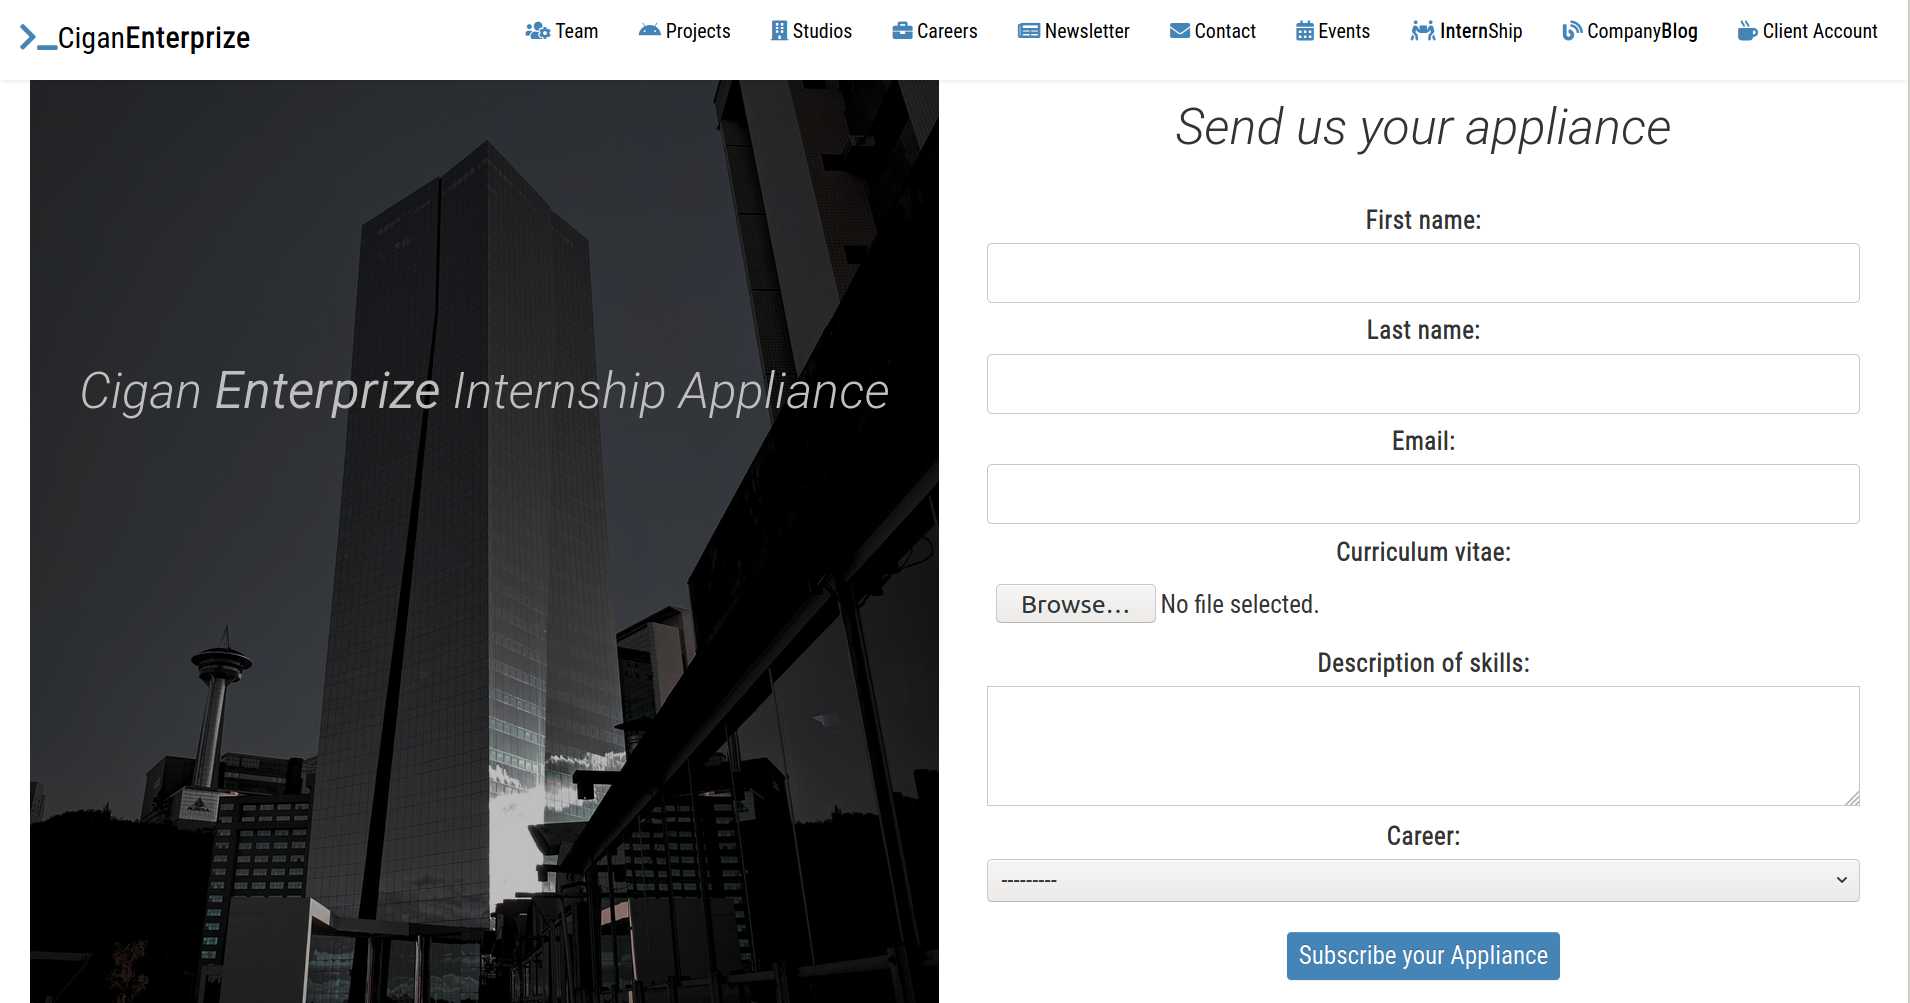 CiganEnterprize
Team Projects Studios Careers Newsletter Contact Events InternShip CompanyBlog Client Account
Cigan Enterprize Internship Appliance
Send us your appliance
First name:
Last name:
Email:
Curriculum vitae:
Browse... No file selected.
Description of skills:
Career:
---------
Subscribe your Appliance